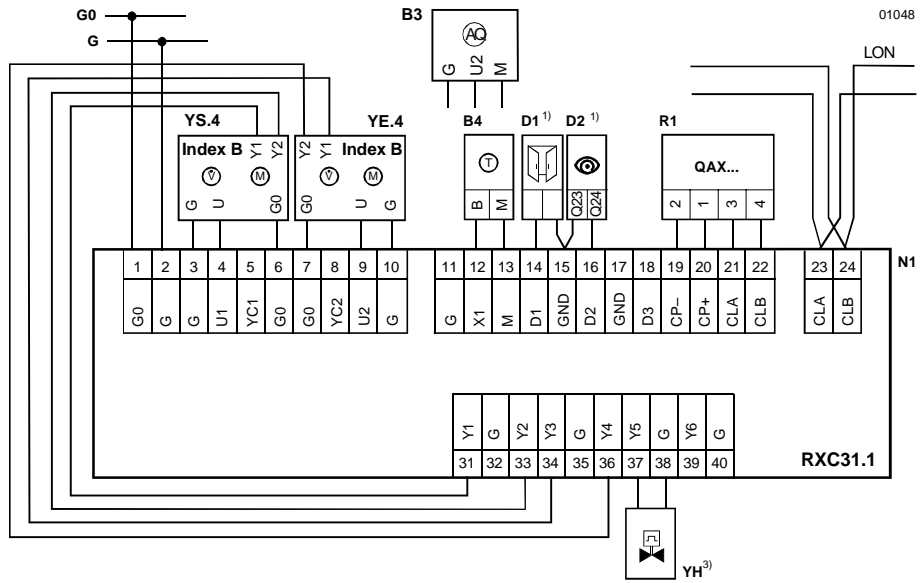 G0
G
B3
AQ
G U2 M
01048
LON
YS.4
Index B
Y1 Y2
V M
G U G0
YE.4
Y2 Y1
Index B
V M
G0 U G
B4
T
B M
D1 1)
D2 1)
Q23 Q24
R1
QAX...
2 1 3 4
N1
1 2 3 4 5 6 7 8 9 10
G0 G G U1 YC1 G0 G0 YC2 U2 G
11 12 13 14 15 16 17 18 19 20 21 22
G X1 M D1 GND D2 GND D3 CP– CP+ CLA CLB
23 24
CLA CLB
Y1 G Y2 Y3 G Y4 Y5 G Y6 G
31 32 33 34 35 36 37 38 39 40
RXC31.1
YH 3)